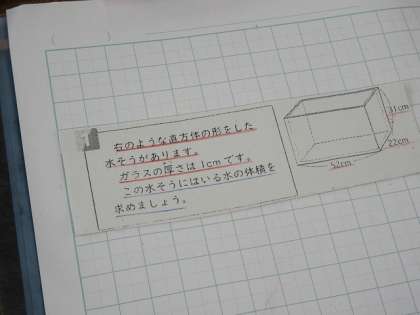 右のような直方体の形をした
水そうがあります。
ガラスの厚さは1cmです。
この水そうにはいる水の体積を
求めましょう。
31cm
22cm
52cm